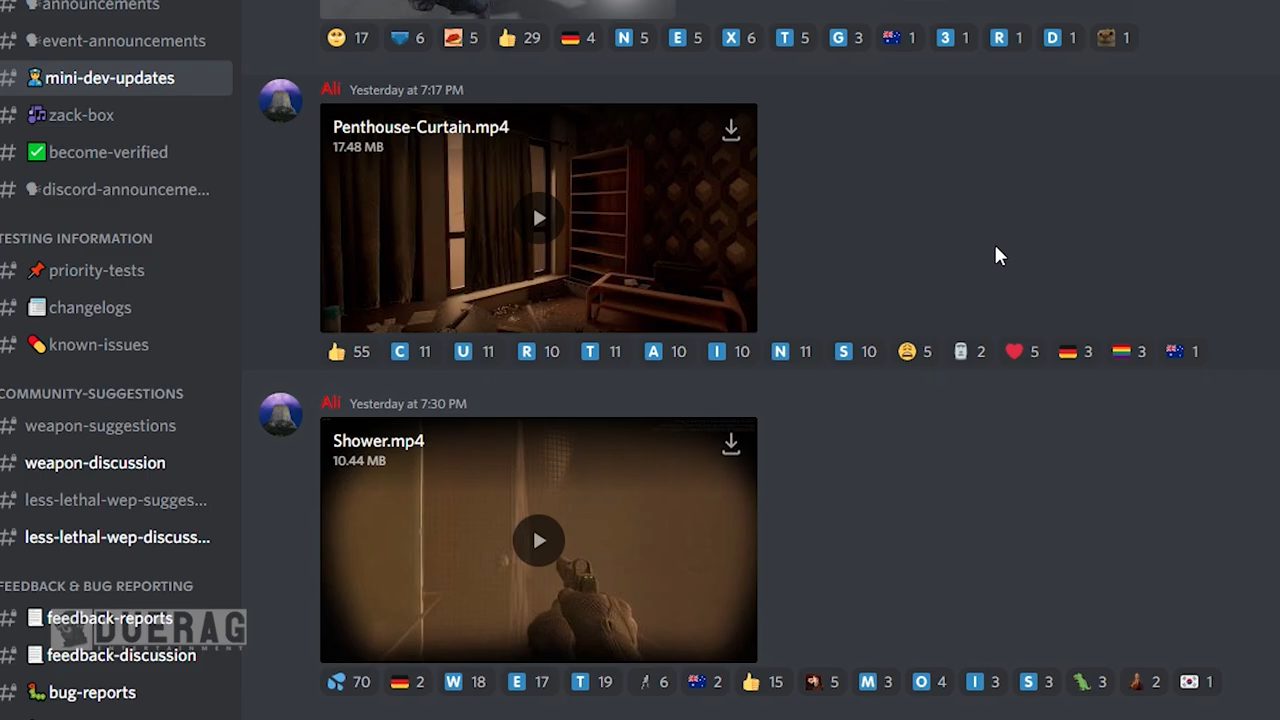 announcements
event-announcements
mini-dev-updates
zack-box
become-verified
discord-announceme...
TESTING INFORMATION
priority-tests
changelogs
known-issues
COMMUNITY-SUGGESTIONS
weapon-suggestions
weapon-discussion
less-lethal-wep-sugges...
less-lethal-wep-discuss...
FEEDBACK & BUG REPORTING
feedback-reports
feedback-discussion
bug-reports
DUERAG
ENTERTAINMENT
17 6 5 29 4 N 5 E 5 X 6 T 5 G 3 1 3 1 R 1 D 1 1
Ali Yesterday at 7:17 PM
Penthouse-Curtain.mp4
17.48 MB
55 C 11 U 11 R 10 T 11 A 10 I 10 N 11 S 10 5 2 5 3 3 1
Ali Yesterday at 7:30 PM
Shower.mp4
10.44 MB
70 2 W 18 E 17 T 19 6 2 15 5 M 3 O 4 I 3 S 3 3 2 1